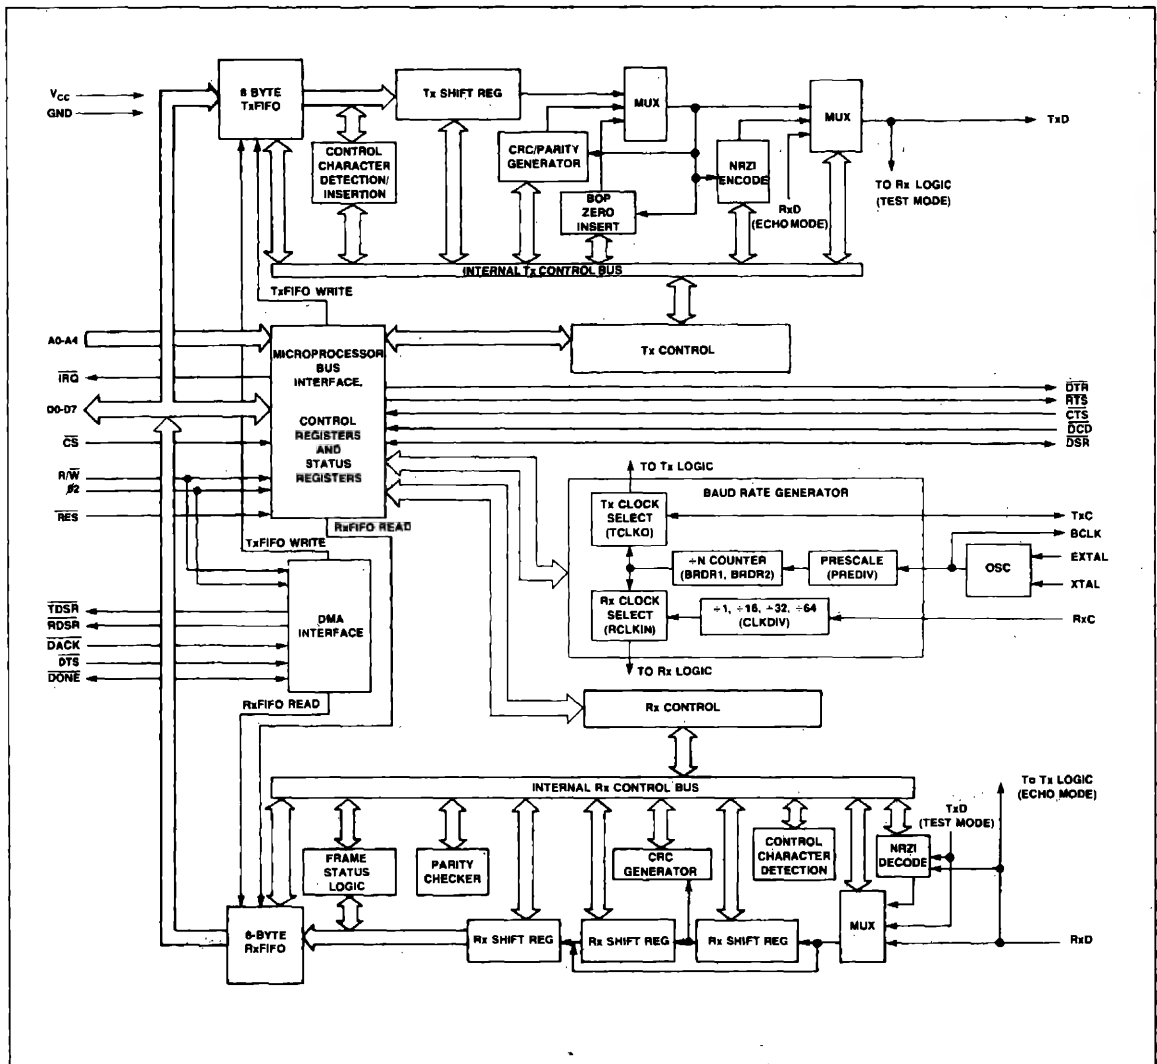 VCC
GND
8 BYTE
TxFIFO
Tx SHIFT REG
MUX
MUX
TxD
CONTROL
CHARACTER
DETECTION/
INSERTION
CRC/PARITY
GENERATOR
BOP
ZERO
INSERT
NRZI
ENCODE
RxD
(ECHO MODE)
TO Rx LOGIC
(TEST MODE)
INTERNAL Tx CONTROL BUS
TxFIFO WRITE
A0-A4
IRQ
D0-D7
CS
R/W
Ø2
RES
MICROPROCESSOR
BUS
INTERFACE,
CONTROL
REGISTERS
AND
STATUS
REGISTERS
Tx CONTROL
DTR
RTS
CTS
DCD
DSR
TO Tx LOGIC
BAUD RATE GENERATOR
Tx CLOCK
SELECT
(TCLKO)
TxC
BCLK
÷N COUNTER
(BRDR1, BRDR2)
PRESCALE
(PREDIV)
OSC
EXTAL
XTAL
Rx CLOCK
SELECT
(RCLKIN)
÷1, ÷16, ÷32, ÷64
(CLKDIV)
RxC
TO Rx LOGIC
RxFIFO READ
TxFIFO WRITE
TDSR
RDSR
DACK
DTS
DONE
DMA
INTERFACE
RxFIFO READ
Rx CONTROL
INTERNAL Rx CONTROL BUS
To Tx LOGIC
(ECHO MODE)
TxD
(TEST MODE)
FRAME
STATUS
LOGIC
PARITY
CHECKER
CRC
GENERATOR
CONTROL
CHARACTER
DETECTION
NRZI
DECODE
8-BYTE
RxFIFO
Rx SHIFT REG
Rx SHIFT REG
Rx SHIFT REG
MUX
RxD